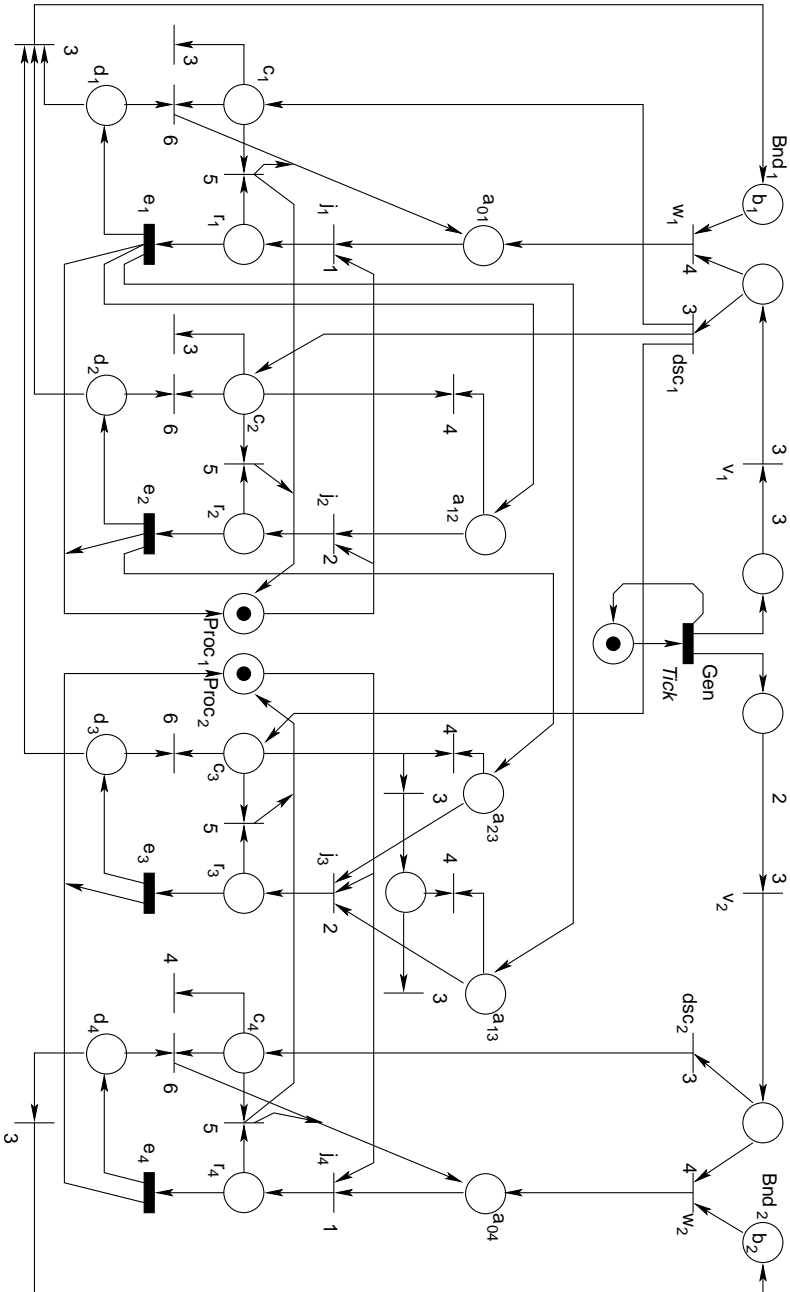 Bnd1
3
3
2
3
Bnd2
b1
b2
v1
Gen
v2
w1
4
3
dsc1
Tick
dsc2
3
4
w2
a01
a12
a23
a13
a04
4
4
3
4
3
j1
1
j2
2
j3
2
j4
1
c1
c2
c3
c4
5
r1
5
r2
Proc1
Proc2
5
r3
5
r4
3
6
3
6
6
4
6
e1
e2
e3
e4
d1
d2
d3
d4
3
3